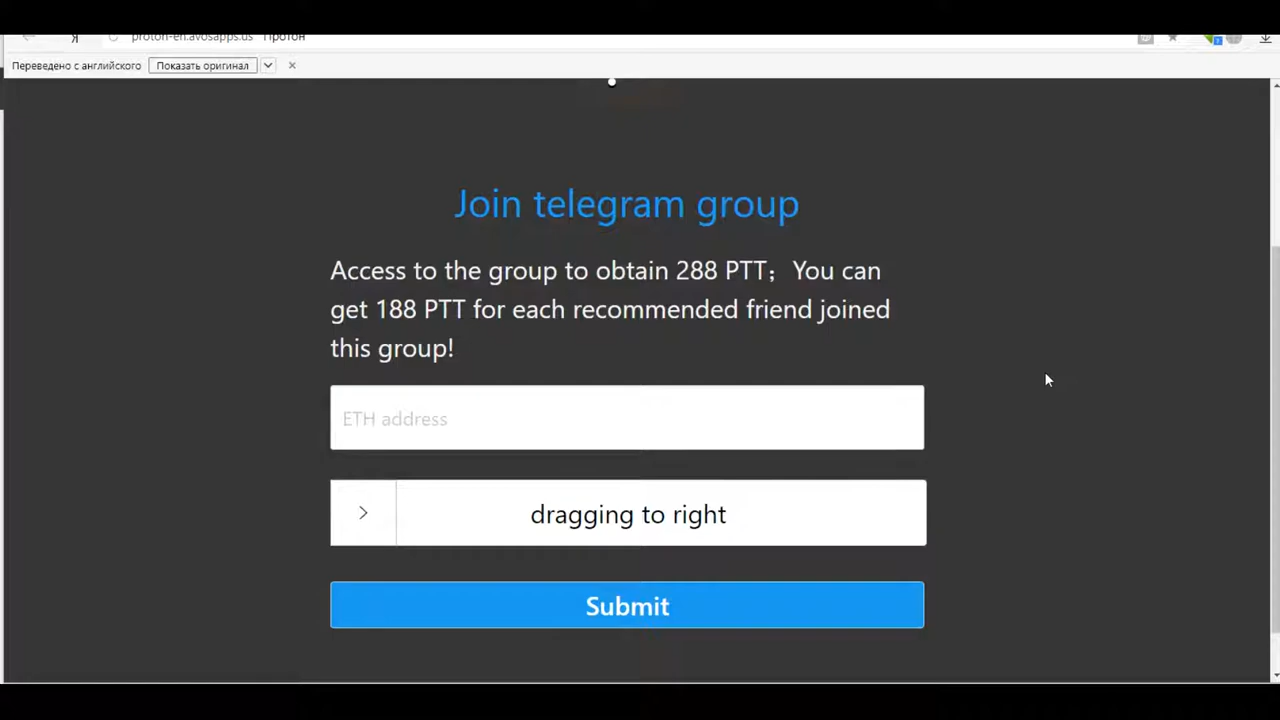 proton-en.avosapps.us Протон
Переведено с английского Показать оригинал
Join telegram group
Access to the group to obtain 288 PTT；You can
get 188 PTT for each recommended friend joined
this group!
ETH address
dragging to right
Submit